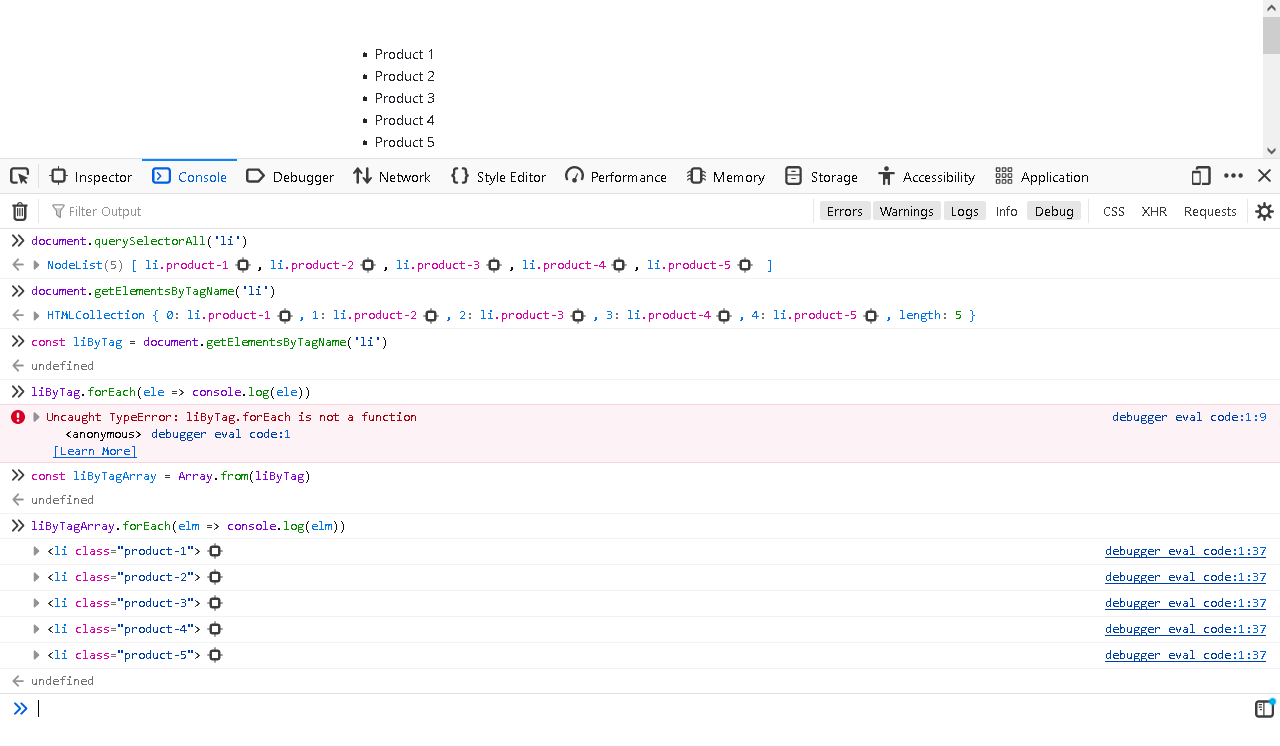 Product 1
Product 2
Product 3
Product 4
Product 5
Inspector Console Debugger Network Style Editor Performance Memory Storage Accessibility Application
Filter Output Errors Warnings Logs Info Debug CSS XHR Requests
document.querySelectorAll('li')
NodeList(5) [ li.product-1 , li.product-2 , li.product-3 , li.product-4 , li.product-5 ]
document.getElementsByTagName('li')
HTMLCollection { 0: li.product-1 , 1: li.product-2 , 2: li.product-3 , 3: li.product-4 , 4: li.product-5 , length: 5 }
const liByTag = document.getElementsByTagName('li')
undefined
liByTag.forEach(ele => console.log(ele))
Uncaught TypeError: liByTag.forEach is not a function debugger eval code:1:9
<anonymous> debugger eval code:1
[Learn More]
const liByTagArray = Array.from(liByTag)
undefined
liByTagArray.forEach(elm => console.log(elm))
<li class="product-1"> debugger eval code:1:37
<li class="product-2"> debugger eval code:1:37
<li class="product-3"> debugger eval code:1:37
<li class="product-4"> debugger eval code:1:37
<li class="product-5"> debugger eval code:1:37
undefined